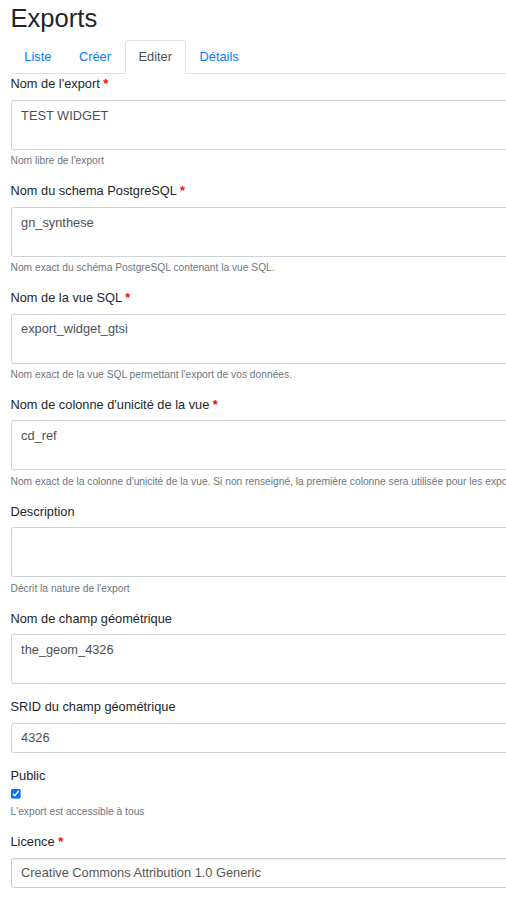 Exports
Liste Créer Editer Détails
Nom de l'export *
TEST WIDGET
Nom libre de l'export
Nom du schema PostgreSQL *
gn_synthese
Nom exact du schéma PostgreSQL contenant la vue SQL.
Nom de la vue SQL *
export_widget_gtsi
Nom exact de la vue SQL permettant l'export de vos données.
Nom de colonne d'unicité de la vue *
cd_ref
Nom exact de la colonne d'unicité de la vue. Si non renseigné, la première colonne sera utilisée pour les expo
Description
Décrit la nature de l'export
Nom de champ géométrique
the_geom_4326
SRID du champ géométrique
4326
Public
L'export est accessible à tous
Licence *
Creative Commons Attribution 1.0 Generic